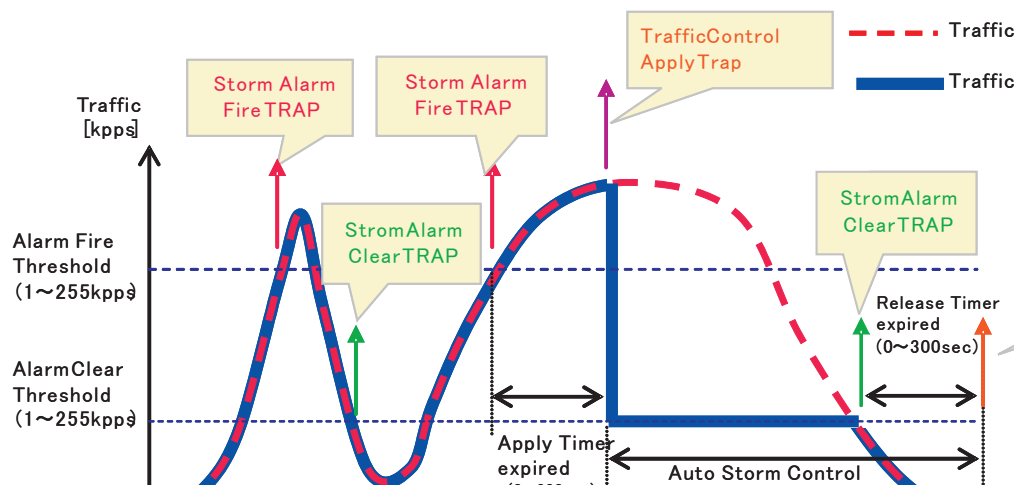 TrafficControl
ApplyTrap
Traffic
Traffic
Storm Alarm
Fire TRAP
Storm Alarm
Fire TRAP
Traffic
[kpps]
StromAlarm
ClearTRAP
StromAlarm
ClearTRAP
Alarm Fire
Threshold
(1～255kpps)
Release Timer
expired
(0～300sec)
AlarmClear
Threshold
(1～255kpps)
Apply Timer
expired
Auto Storm Control